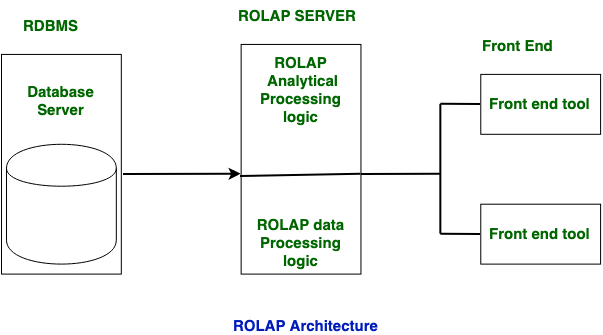 RDBMS
Database
Server
ROLAP SERVER
ROLAP
Analytical
Processing
logic
ROLAP data
Processing
logic
Front End
Front end tool
Front end tool
ROLAP Architecture